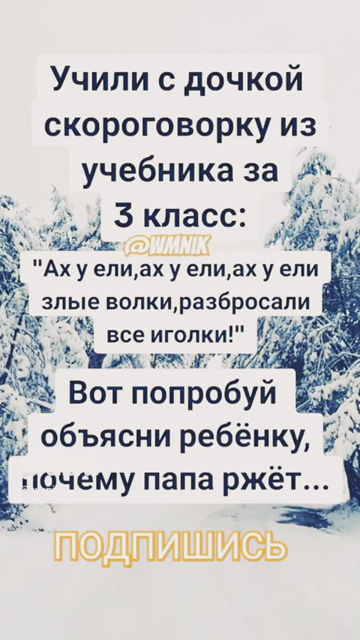 Учили с дочкой
скороговорку из
учебника за
3 класс:
@WMNIK
"Ах у ели,ах у ели,ах у ели
злые волки,разбросали
все иголки!"
Вот попробуй
объясни ребёнку,
почему папа ржёт...
ПОДПИШИСЬ